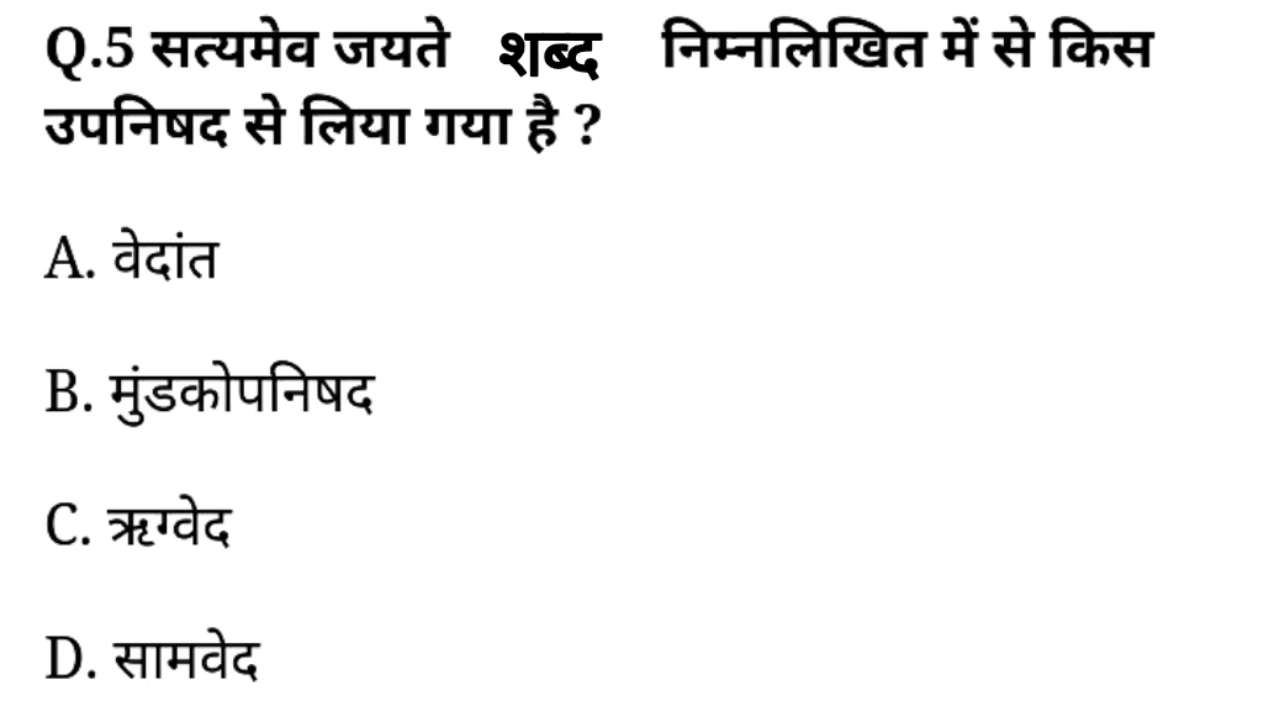 Q.5 सत्यमेव जयते शब्द निम्नलिखित में से किस
उपनिषद से लिया गया है ?
A. वेदांत
B. मुंडकोपनिषद
C. ऋग्वेद
D. सामवेद